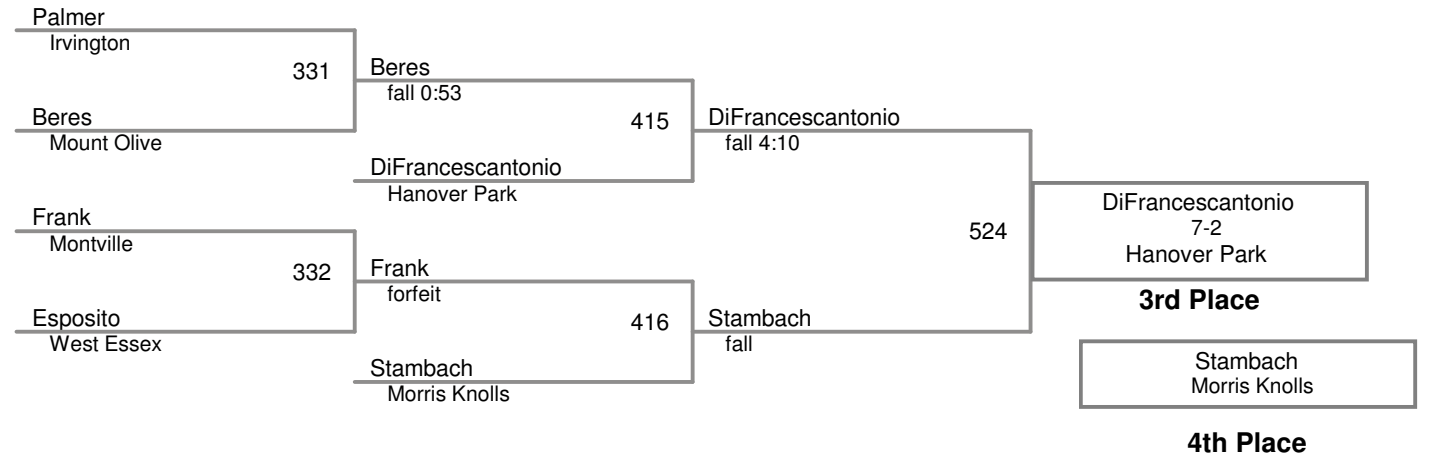 Palmer
Irvington
331
Beres
fall 0:53
Beres
Mount Olive
415
DiFrancescantonio
fall 4:10
DiFrancescantonio
Hanover Park
Frank
Montville
524
DiFrancescantonio
7-2
Hanover Park
3rd Place
332
Frank
forfeit
Esposito
West Essex
416
Stambach
fall
Stambach
Morris Knolls
Stambach
Morris Knolls
4th Place